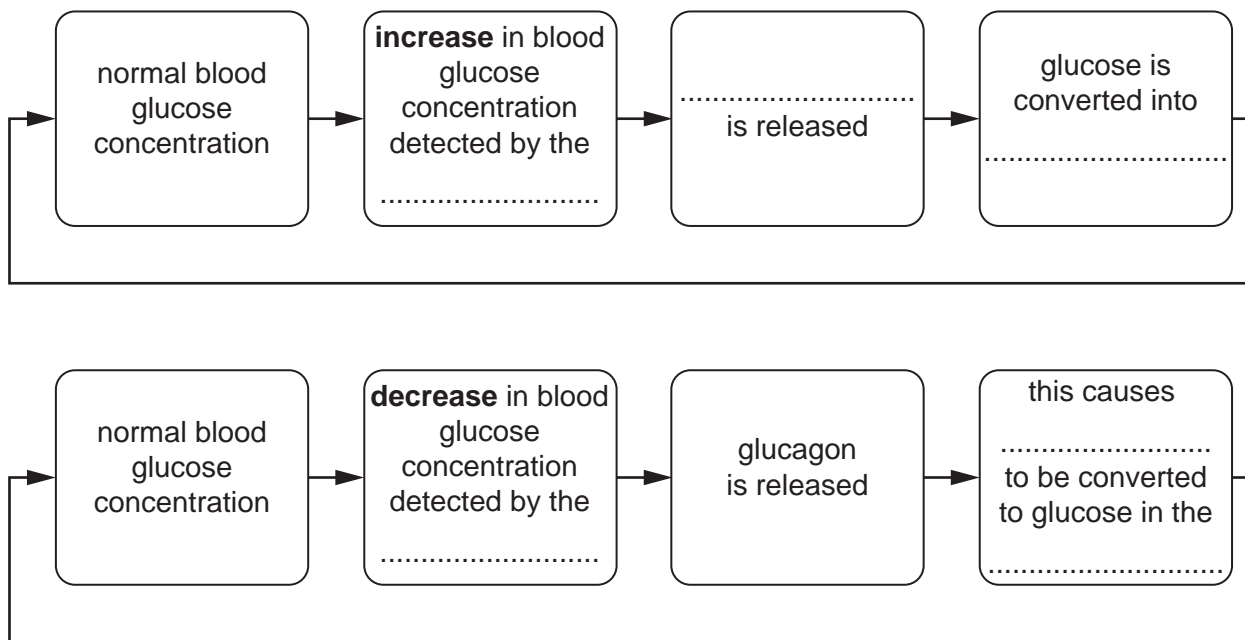 normal blood
glucose
concentration
increase in blood
glucose
concentration
detected by the
...........................
.............................
is released
glucose is
converted into
..............................
normal blood
glucose
concentration
decrease in blood
glucose
concentration
detected by the
...........................
glucagon
is released
this causes
..........................
to be converted
to glucose in the
.............................